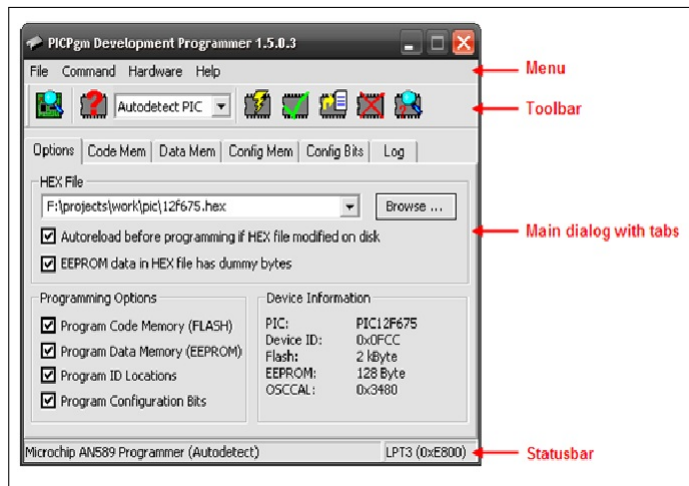 PICPgm Development Programmer 1.5.0.3
File Command Hardware Help
Menu
Autodetect PIC
Toolbar
Options Code Mem Data Mem Config Mem Config Bits Log
HEX File
F:\projects\work\pic\12f675.hex
Browse ...
Autoreload before programming if HEX file modified on disk
Main dialog with tabs
EEPROM data in HEX file has dummy bytes
Programming Options
Program Code Memory (FLASH)
Program Data Memory (EEPROM)
Program ID Locations
Program Configuration Bits
Device Information
PIC: PIC12F675
Device ID: 0x0FCC
Flash: 2 kByte
EEPROM: 128 Byte
OSCCAL: 0x3480
Microchip AN589 Programmer (Autodetect)
LPT3 (0xE800)
Statusbar